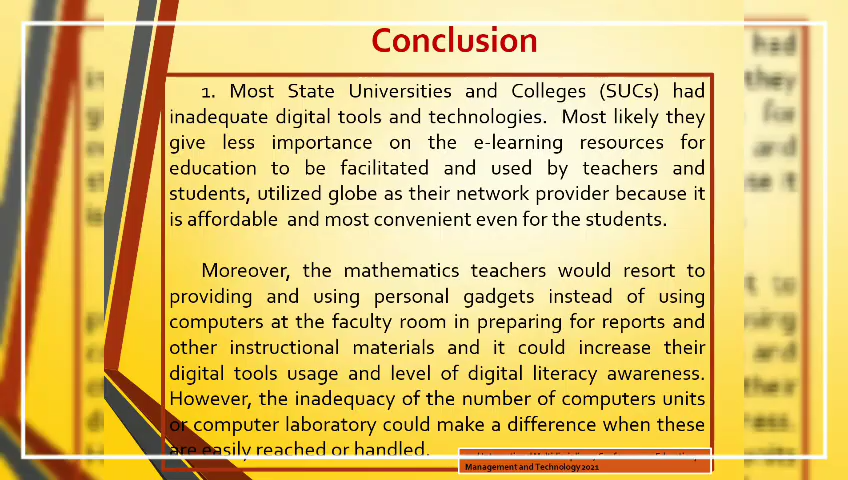 Conclusion
1. Most State Universities and Colleges (SUCs) had
inadequate digital tools and technologies. Most likely they
give less importance on the e-learning resources for
education to be facilitated and used by teachers and
students, utilized globe as their network provider because it
is affordable and most convenient even for the students.
Moreover, the mathematics teachers would resort to
providing and using personal gadgets instead of using
computers at the faculty room in preparing for reports and
other instructional materials and it could increase their
digital tools usage and level of digital literacy awareness.
However, the inadequacy of the number of computers units
or computer laboratory could make a difference when these
are easily reached or handled.
Management and Technology 2021